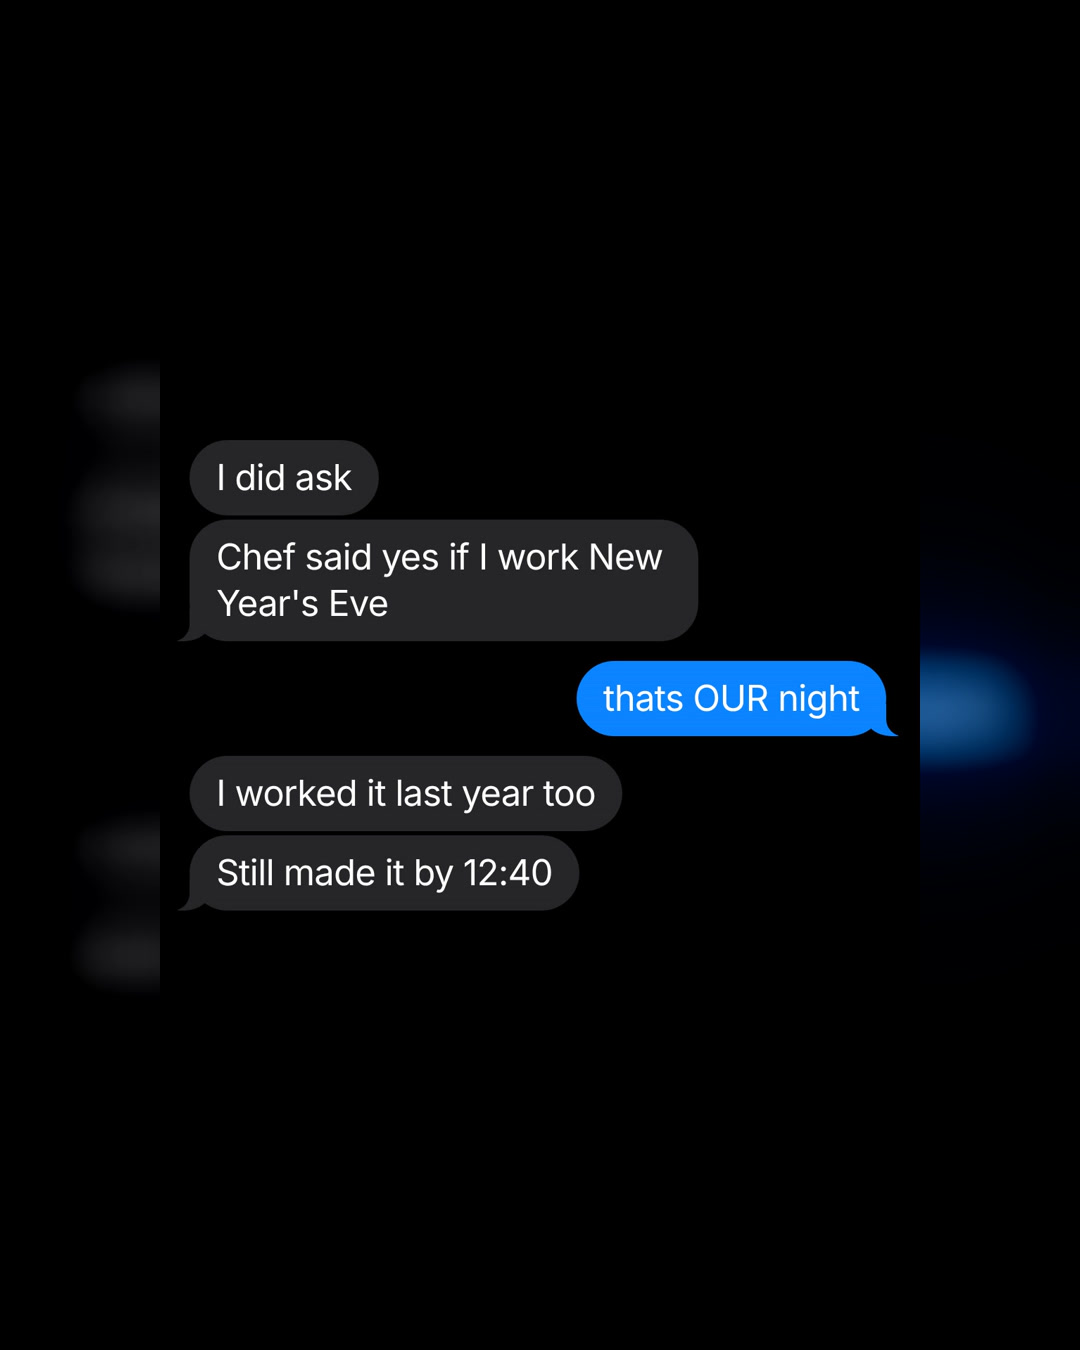 I did ask
Chef said yes if I work New
Year's Eve
thats OUR night
I worked it last year too
Still made it by 12:40